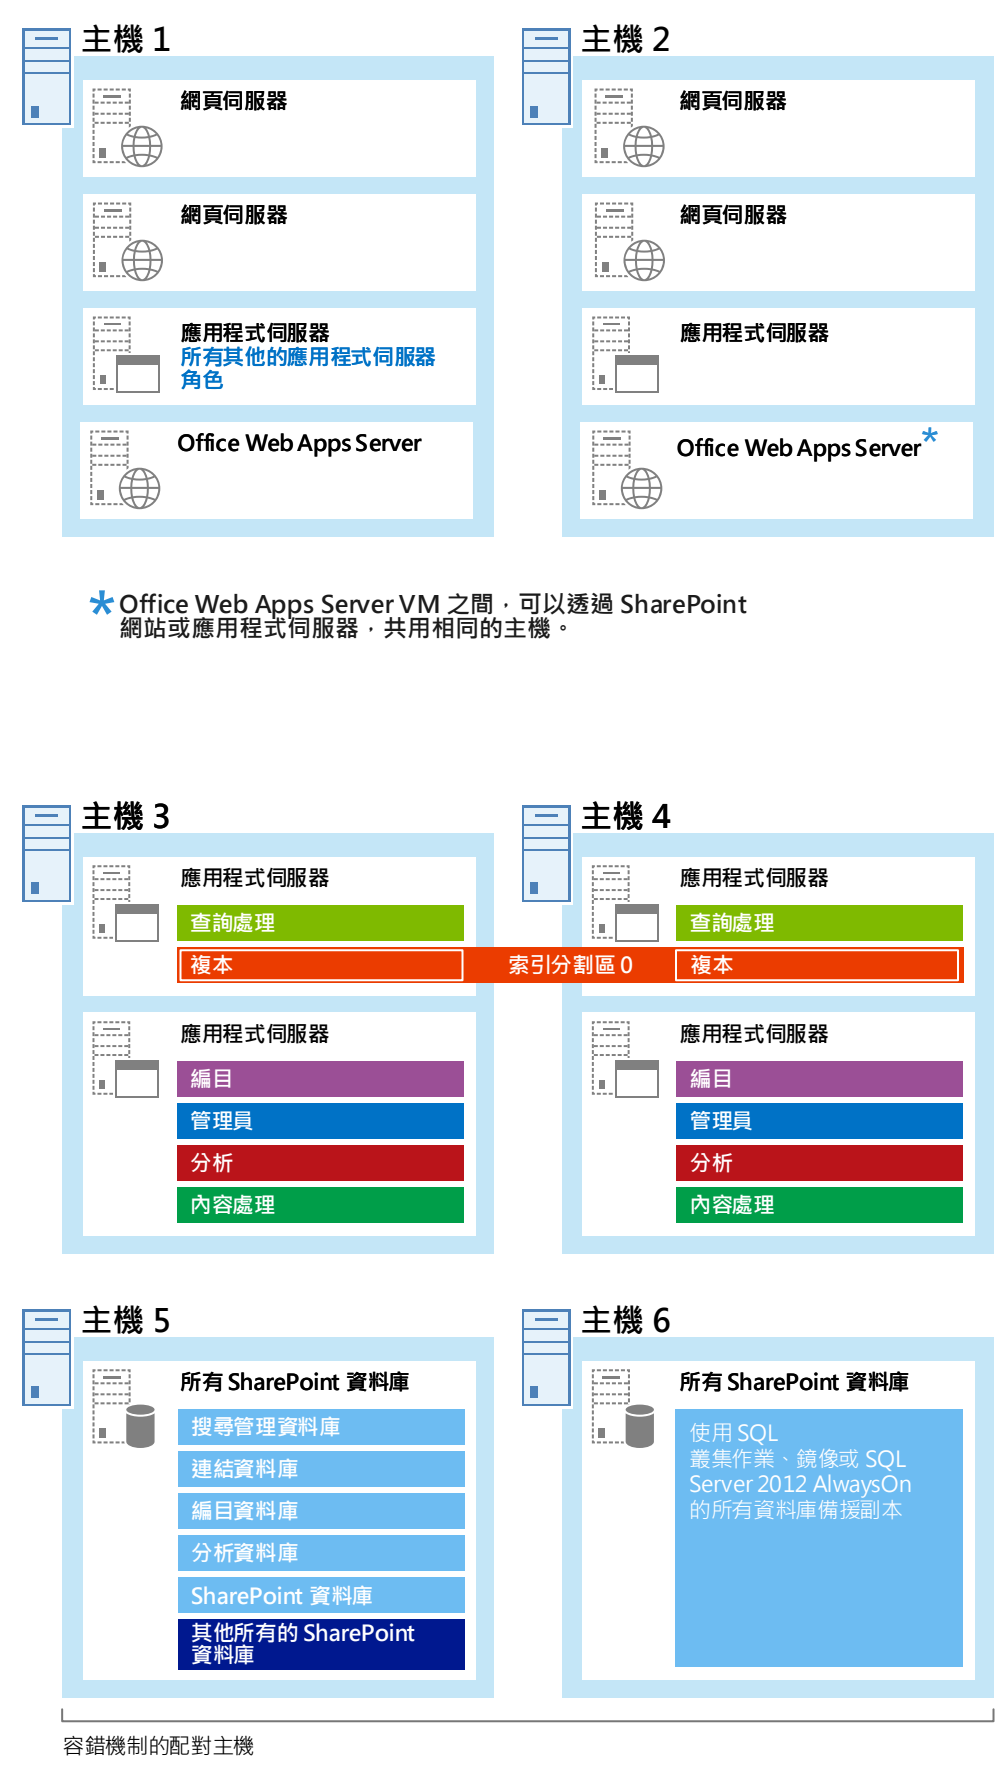 主機 1
網頁伺服器
網頁伺服器
應用程式伺服器
所有其他的應用程式伺服器
角色
Office Web Apps Server
主機 2
網頁伺服器
網頁伺服器
應用程式伺服器
Office Web Apps Server*
*Office Web Apps Server VM 之間，可以透過 SharePoint
網站或應用程式伺服器，共用相同的主機。
主機 3
應用程式伺服器
查詢處理
複本
索引分割區 0
應用程式伺服器
編目
管理員
分析
內容處理
主機 4
應用程式伺服器
查詢處理
複本
應用程式伺服器
編目
管理員
分析
內容處理
主機 5
所有 SharePoint 資料庫
搜尋管理資料庫
連結資料庫
編目資料庫
分析資料庫
SharePoint 資料庫
其他所有的 SharePoint
資料庫
主機 6
所有 SharePoint 資料庫
使用 SQL
叢集作業、鏡像或 SQL
Server 2012 AlwaysOn
的所有資料庫備援副本
容錯機制的配對主機